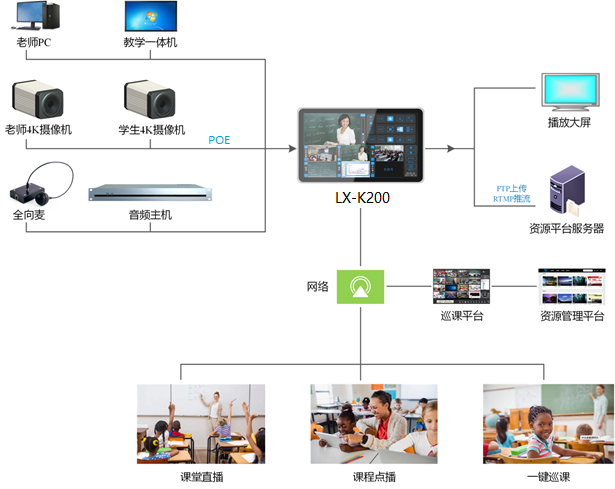 老师PC
教学一体机
老师4K摄像机
学生4K摄像机
POE
全向麦
音频主机
LX-K200
播放大屏
FTP上传
RTMP推流
资源平台服务器
网络
巡课平台
资源管理平台
课堂直播
课程点播
一键巡课